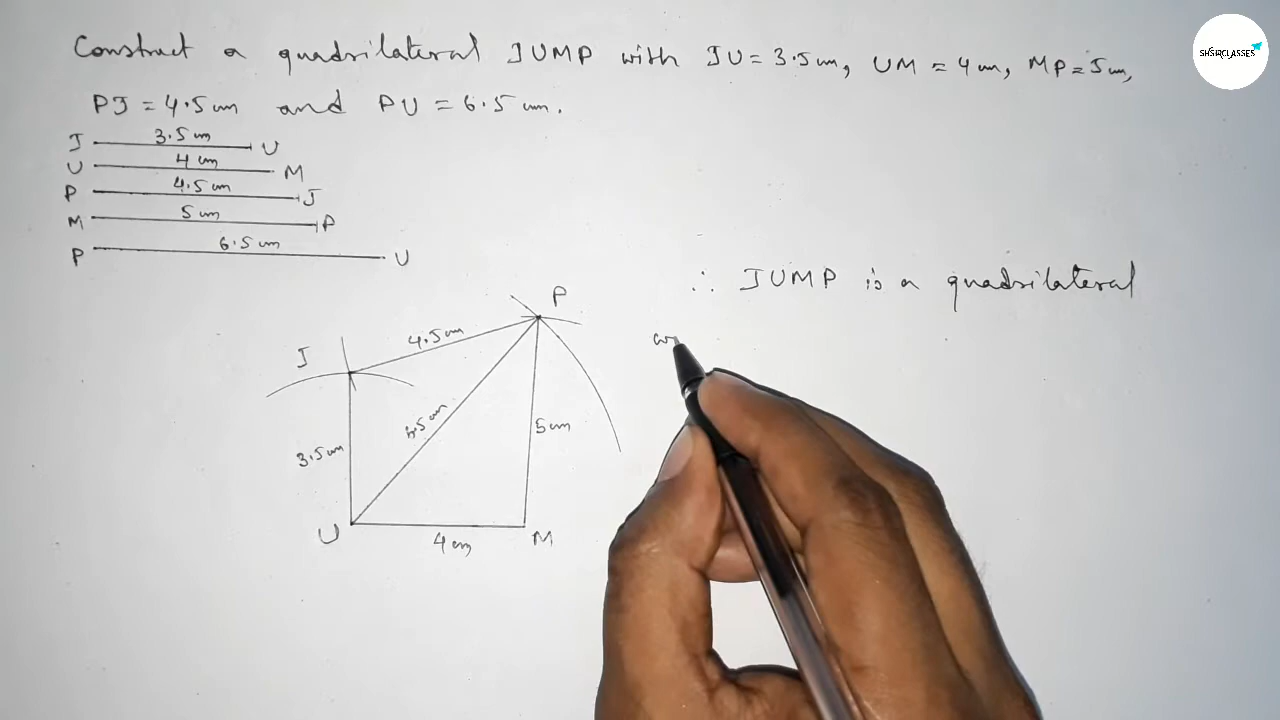 Construct a quadrilateral JUMP with JU = 3.5 cm, UM = 4 cm, MP = 5 cm,
PJ = 4.5 cm and PU = 6.5 cm.
J 3.5 cm U
U 4 cm M
P 4.5 cm J
M 5 cm P
P 6.5 cm U
∴ JUMP is a quadrilateral
P
J 4.5 cm
6.5 cm
3.5 cm
5 cm
U 4 cm M
SHSIRCLASSES